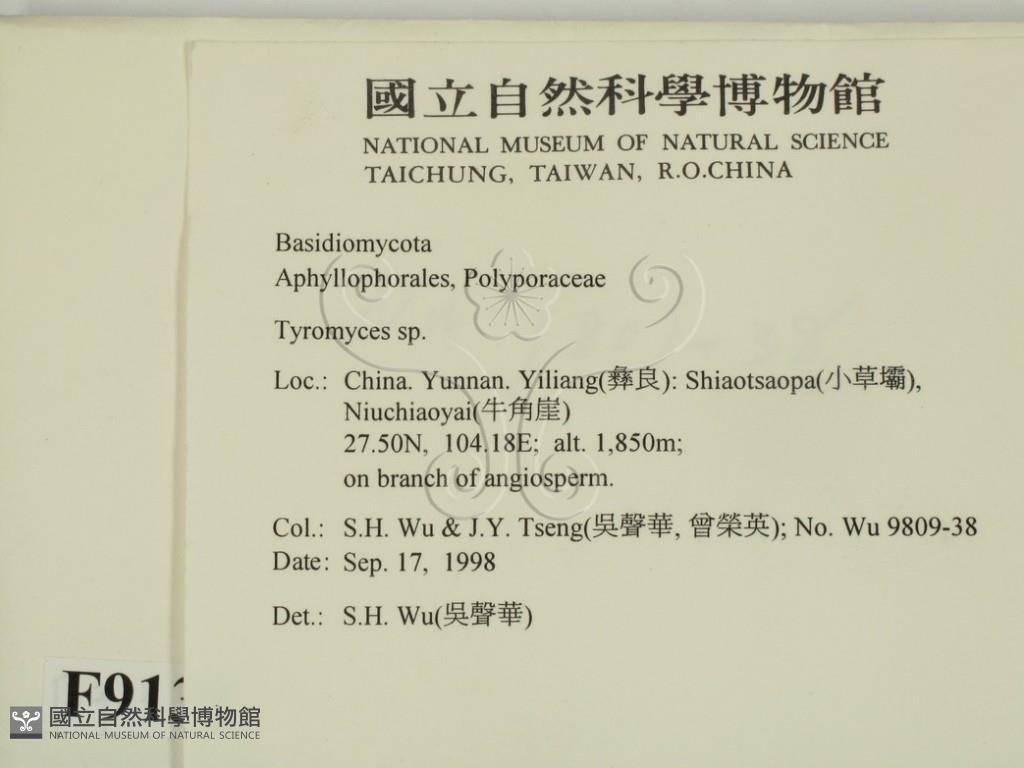 國立自然科學博物館
NATIONAL MUSEUM OF NATURAL SCIENCE
TAICHUNG, TAIWAN, R.O.CHINA
Basidiomycota
Aphyllophorales, Polyporaceae
Tyromyces sp.
Loc.: China. Yunnan. Yiliang(彝良): Shiaotsaopa(小草壩),
Niuchiaoyai(牛角崖)
27.50N, 104.18E; alt. 1,850m;
on branch of angiosperm.
Col.: S.H. Wu & J.Y. Tseng(吳聲華, 曾榮英); No. Wu 9809-38
Date: Sep. 17, 1998
Det.: S.H. Wu(吳聲華)
F91
國立自然科學博物館
NATIONAL MUSEUM OF NATURAL SCIENCE